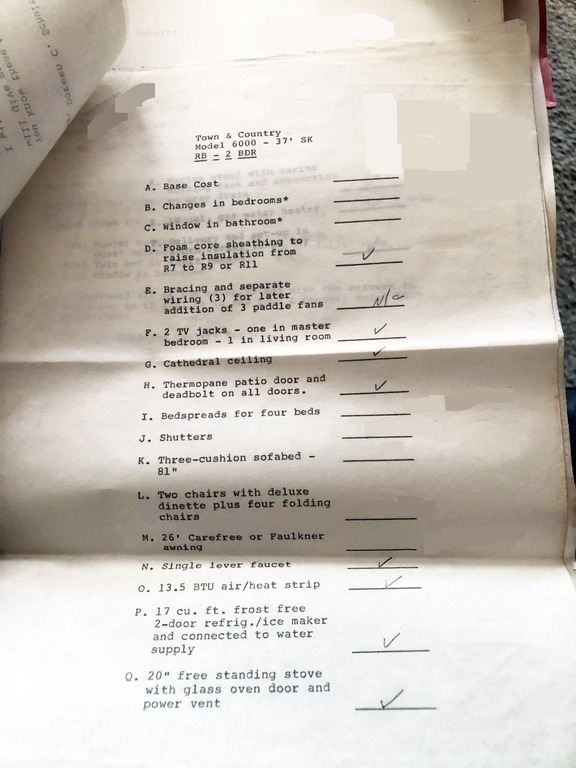 Town & Country
Model 6000 - 37' SK
RB - 2 BDR
A. Base Cost
B. Changes in bedrooms*
C. Window in bathroom*
D. Foam core sheathing to
raise insulation from
R7 to R9 or R11 ✓
E. Bracing and separate
wiring (3) for later
addition of 3 paddle fans N/C
F. 2 TV jacks - one in master ✓
bedroom - 1 in living room
G. Cathedral ceiling ✓
H. Thermopane patio door and
deadbolt on all doors. ✓
I. Bedspreads for four beds
J. Shutters
K. Three-cushion sofabed -
81"
L. Two chairs with deluxe
dinette plus four folding
chairs
M. 26' Carefree or Faulkner
awning
N. Single lever faucet ✓
O. 13.5 BTU air/heat strip ✓
P. 17 cu. ft. frost free
2-door refrig./ice maker
and connected to water ✓
supply
Q. 20" free standing stove
with glass oven door and
power vent ✓